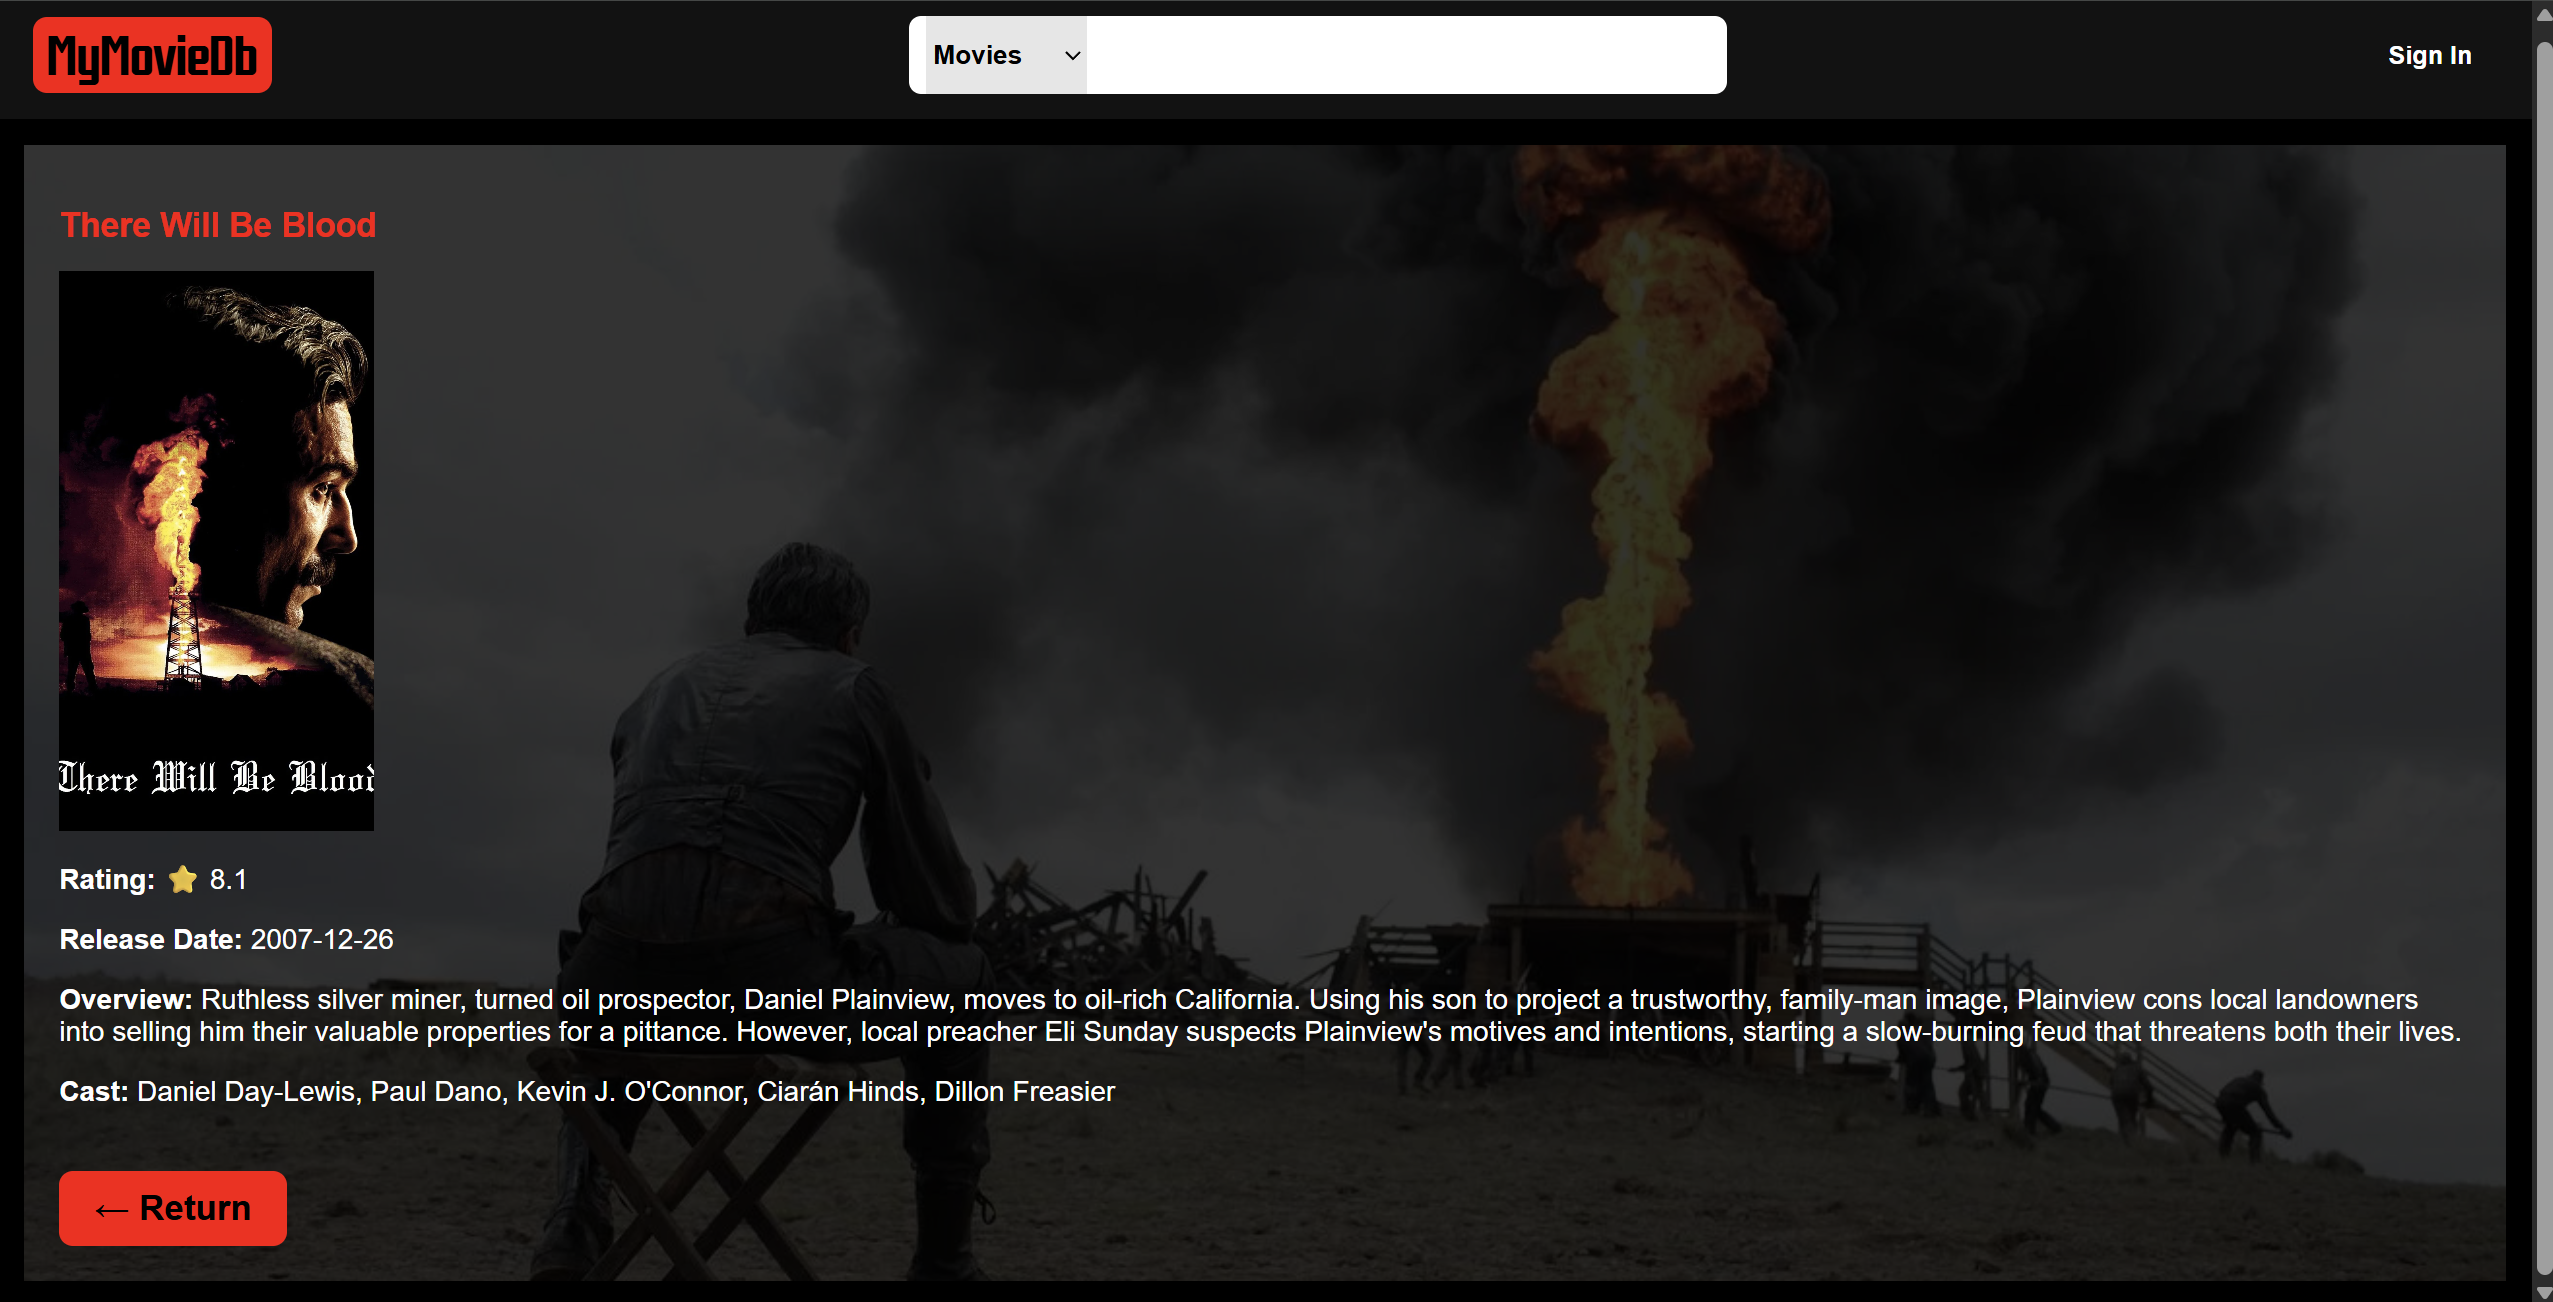 MyMovieDb
Movies
Sign In
There Will Be Blood
There Will Be Blood
Rating: ⭐ 8.1
Release Date: 2007-12-26
Overview: Ruthless silver miner, turned oil prospector, Daniel Plainview, moves to oil-rich California. Using his son to project a trustworthy, family-man image, Plainview cons local landowners
into selling him their valuable properties for a pittance. However, local preacher Eli Sunday suspects Plainview's motives and intentions, starting a slow-burning feud that threatens both their lives.
Cast: Daniel Day-Lewis, Paul Dano, Kevin J. O'Connor, Ciarán Hinds, Dillon Freasier
← Return